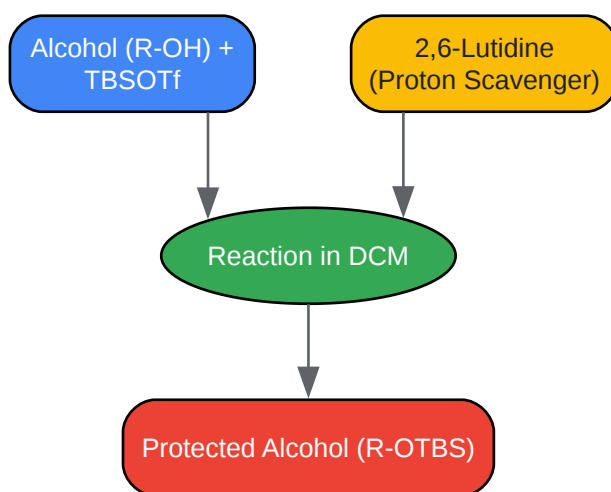 Alcohol (R-OH) +
TBSOTf
2,6-Lutidine
(Proton Scavenger)
Reaction in DCM
Protected Alcohol (R-OTBS)